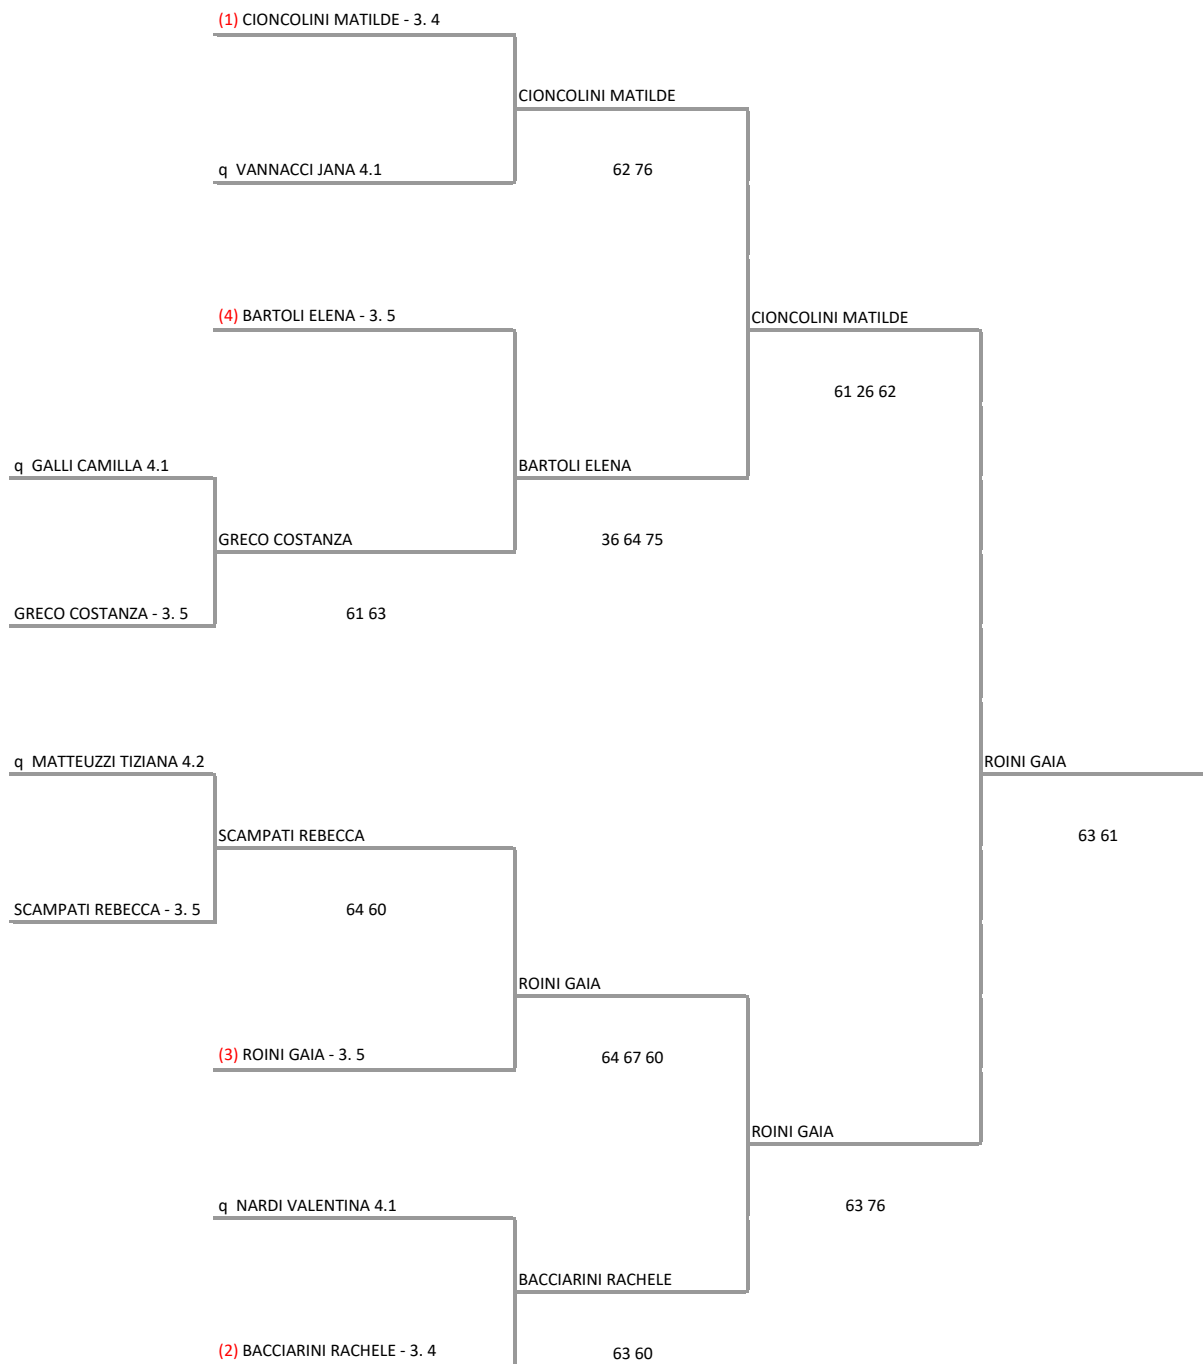 (1) CIONCOLINI MATILDE - 3. 4
CIONCOLINI MATILDE
q VANNACCI JANA 4.1
62 76
(4) BARTOLI ELENA - 3. 5
CIONCOLINI MATILDE
61 26 62
q GALLI CAMILLA 4.1
BARTOLI ELENA
GRECO COSTANZA
36 64 75
GRECO COSTANZA - 3. 5
61 63
q MATTEUZZI TIZIANA 4.2
ROINI GAIA
SCAMPATI REBECCA
63 61
SCAMPATI REBECCA - 3. 5
64 60
ROINI GAIA
(3) ROINI GAIA - 3. 5
64 67 60
ROINI GAIA
q NARDI VALENTINA 4.1
63 76
BACCIARINI RACHELE
(2) BACCIARINI RACHELE - 3. 4
63 60